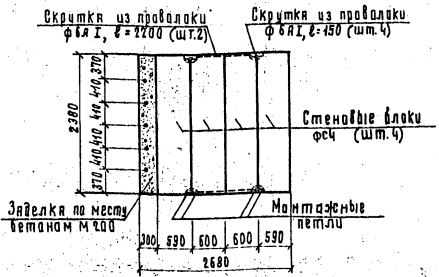 Скрутка из проволоки
ф6АI, ℓ=2200 (шт.2)
Скрутка из проволоки
ф6АI, ℓ=150 (шт.4)
2380
370
410
410
410
410
370
Стеновые блоки
фс4 (шт.4)
Заделка по месту
бетоном М200
Монтажные
петли
300 590 600 600 590
2680